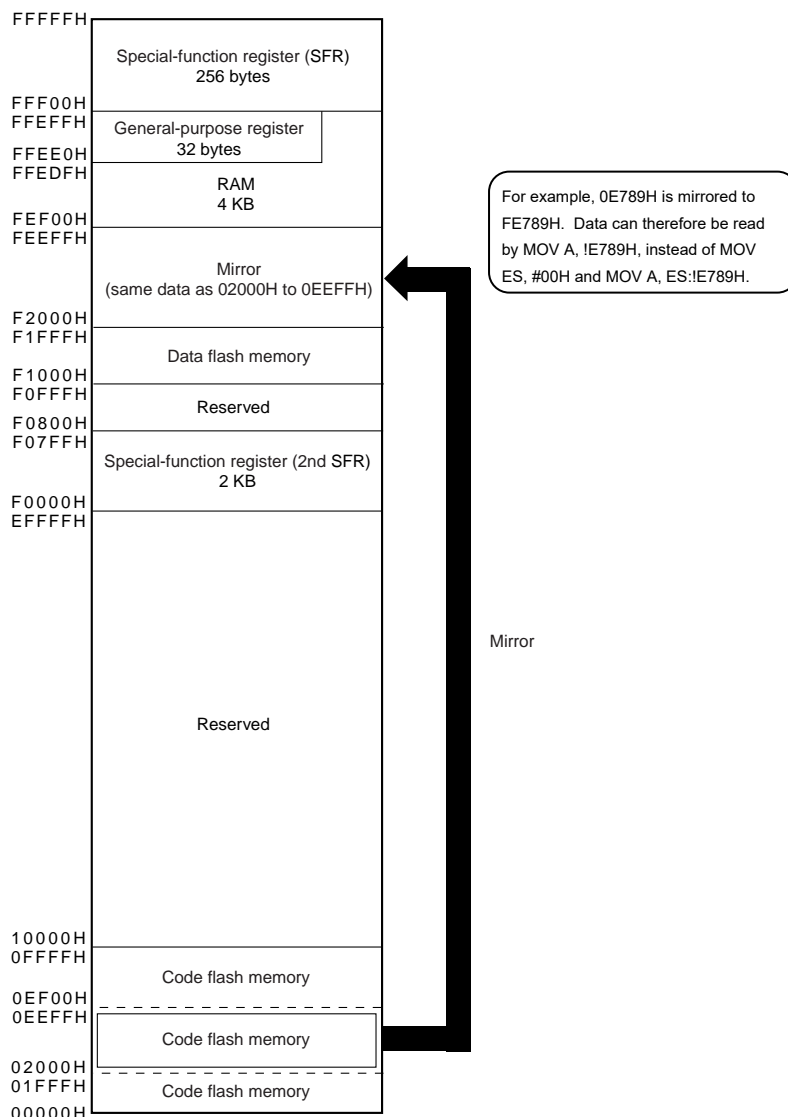 FFFFFH
Special-function register (SFR)
256 bytes
FFF00H
FFEFFH
General-purpose register
32 bytes
FFEE0H
FFEDFH
RAM
4 KB
FEF00H
FEEFFH
Mirror
(same data as 02000H to 0EEFFH)
For example, 0E789H is mirrored to
FE789H. Data can therefore be read
by MOV A, !E789H, instead of MOV
ES, #00H and MOV A, ES:!E789H.
F2000H
F1FFFH
Data flash memory
F1000H
F0FFFH
Reserved
F0800H
F07FFH
Special-function register (2nd SFR)
2 KB
F0000H
EFFFFH
Mirror
Reserved
10000H
0FFFFH
Code flash memory
0EF00H
0EEFFH
Code flash memory
02000H
01FFFH
Code flash memory
00000H